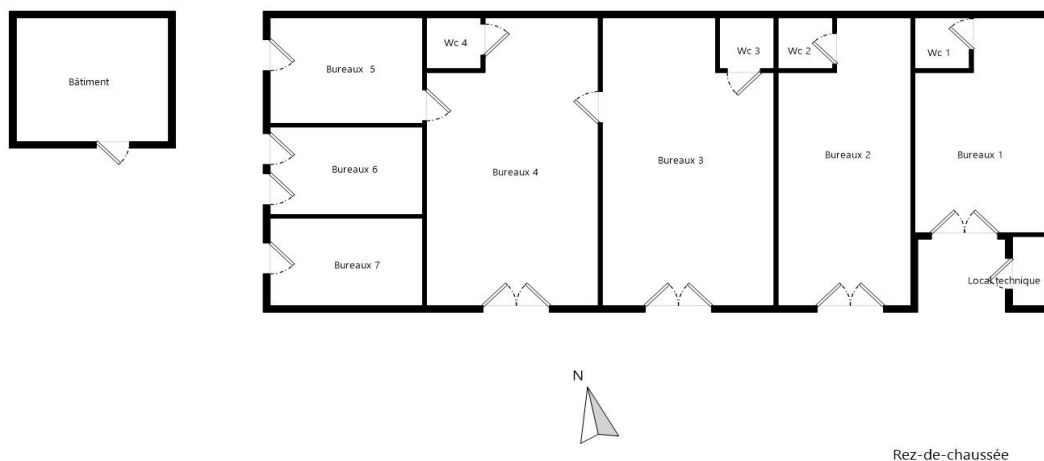 Bâtiment
Bureaux 5
Wc 4
Wc 3
Wc 2
Wc 1
Bureaux 6
Bureaux 4
Bureaux 3
Bureaux 2
Bureaux 1
Bureaux 7
Local technique
N
Rez-de-chaussée